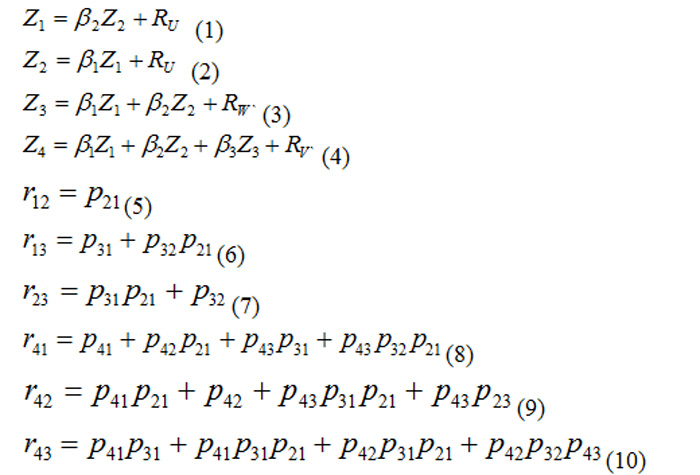 Z₁ = β₂Z₂ + R_U (1)
Z₂ = β₁Z₁ + R_U (2)
Z₃ = β₁Z₁ + β₂Z₂ + R_W` (3)
Z₄ = β₁Z₁ + β₂Z₂ + β₃Z₃ + R_V (4)
r₁₂ = p₂₁ (5)
r₁₃ = p₃₁ + p₃₂p₂₁ (6)
r₂₃ = p₃₁p₂₁ + p₃₂ (7)
r₄₁ = p₄₁ + p₄₂p₂₁ + p₄₃p₃₁ + p₄₃p₃₂p₂₁ (8)
r₄₂ = p₄₁p₂₁ + p₄₂ + p₄₃p₃₁p₂₁ + p₄₃p₂₃ (9)
r₄₃ = p₄₁p₃₁ + p₄₁p₃₁p₂₁ + p₄₂p₃₁p₂₁ + p₄₂p₃₂p₄₃ (10)